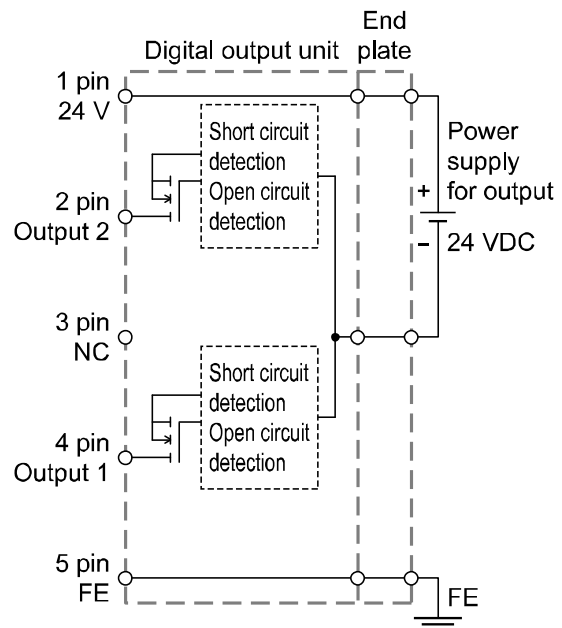 End
Digital output unit plate
1 pin
24 V
Short circuit
detection
Open circuit
detection
Power
supply
for output
+
−
24 VDC
2 pin
Output 2
3 pin
NC
Short circuit
detection
Open circuit
detection
4 pin
Output 1
5 pin
FE
FE